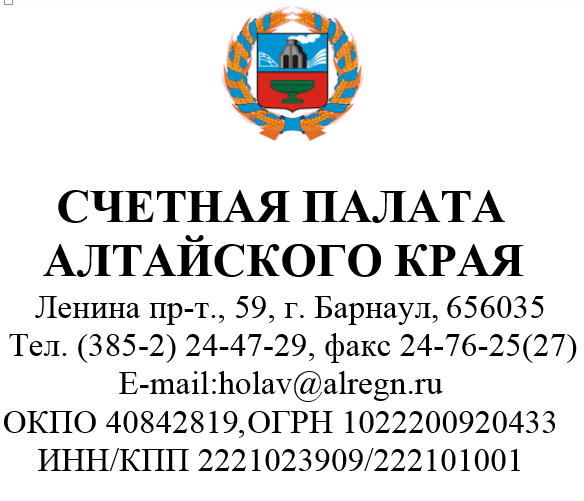 СЧЕТНАЯ ПАЛАТА
АЛТАЙСКОГО КРАЯ
Ленина пр-т., 59, г. Барнаул, 656035
Тел. (385-2) 24-47-29, факс 24-76-25(27)
E-mail:holav@alregn.ru
ОКПО 40842819,ОГРН 1022200920433
ИНН/КПП 2221023909/222101001